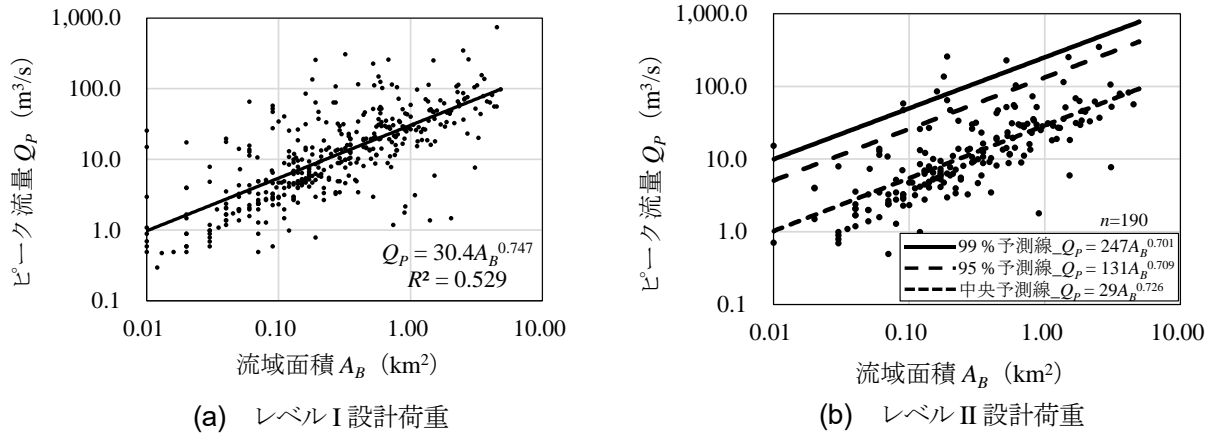 1,000.0
100.0
10.0
1.0
0.1
ピーク流量 Q_P (m³/s)
Q_P = 30.4A_B^0.747
R² = 0.529
0.01 0.10 1.00 10.00
流域面積 A_B (km²)
(a) レベルⅠ設計荷重
1,000.0
100.0
10.0
1.0
0.1
ピーク流量 Q_P (m³/s)
n=190
99 % 予測線_Q_P = 247A_B^0.701
95 % 予測線_Q_P = 131A_B^0.709
中央予測線_Q_P = 29A_B^0.726
0.01 0.10 1.00 10.00
流域面積 A_B (km²)
(b) レベルⅡ設計荷重